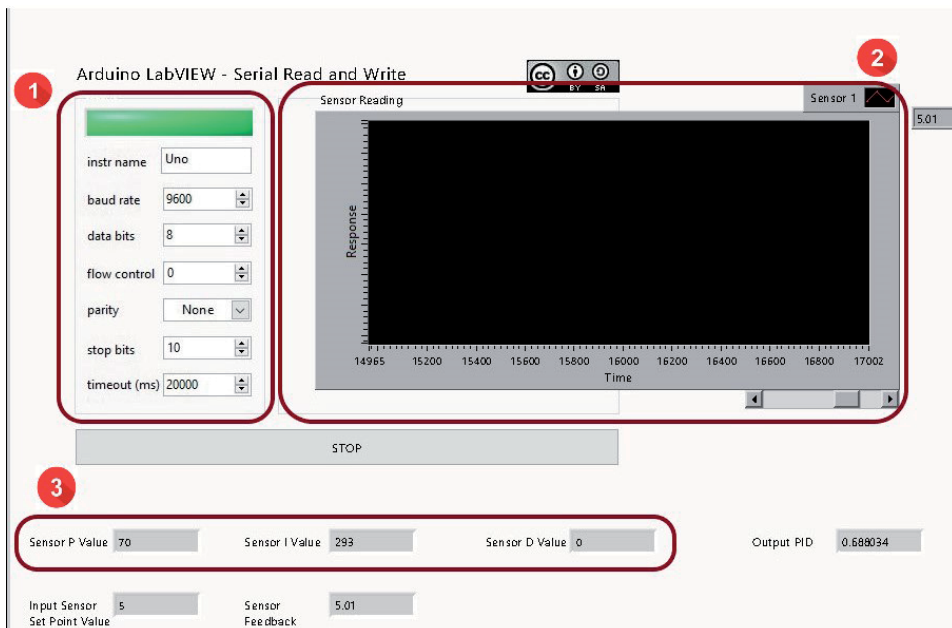 Arduino LabVIEW - Serial Read and Write
cc BY SA
1
2
Sensor Reading
Sensor 1
5.01
instr name Uno
baud rate 9600
data bits 8
flow control 0
parity None
stop bits 10
timeout (ms) 20000
Response
14965 15200 15400 15600 15800 16000 16200 16400 16600 16800 17002
Time
STOP
3
Sensor P Value 70 Sensor I Value 293 Sensor D Value 0 Output PID 0.688034
Input Sensor 5 Sensor 5.01
Set Point Value Feedback